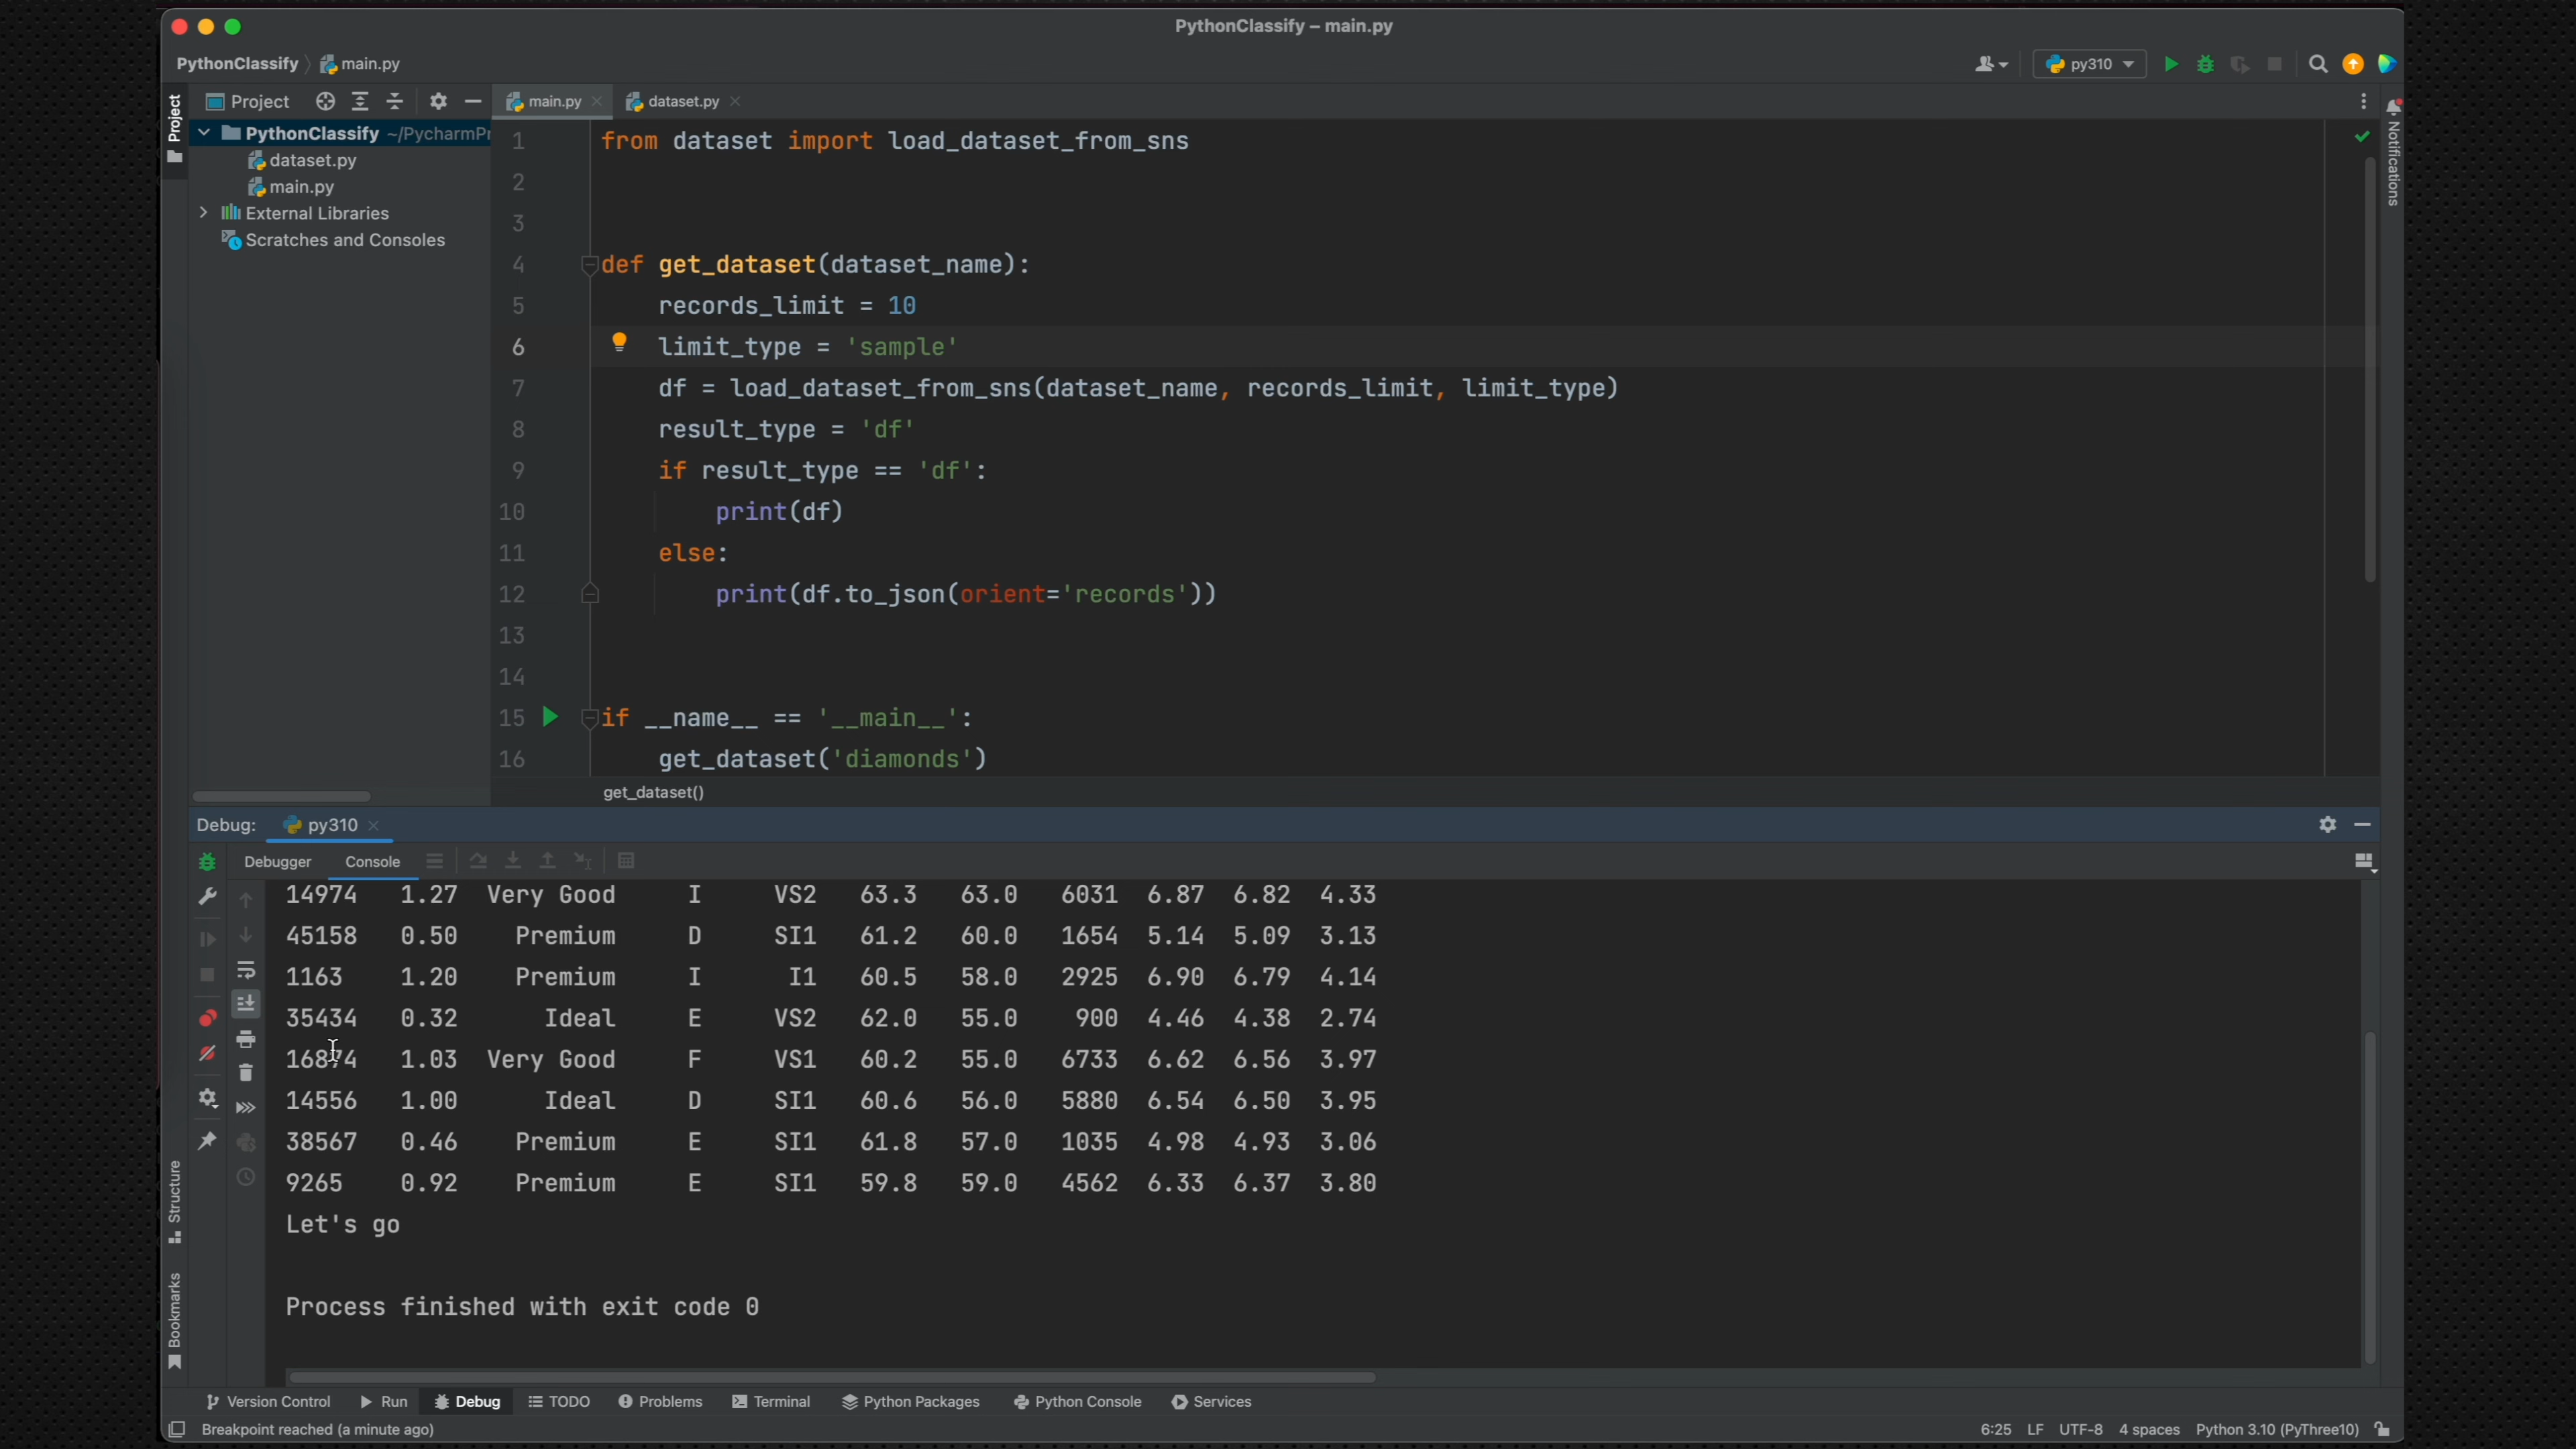 PythonClassify – main.py
PythonClassify main.py
py310
Project
Project
main.py
dataset.py
Notifications
PythonClassify ~/PycharmPr
dataset.py
main.py
External Libraries
Scratches and Consoles
1 from dataset import load_dataset_from_sns
2
3
4 def get_dataset(dataset_name):
5 records_limit = 10
6 limit_type = 'sample'
7 df = load_dataset_from_sns(dataset_name, records_limit, limit_type)
8 result_type = 'df'
9 if result_type == 'df':
10 print(df)
11 else:
12 print(df.to_json(orient='records'))
13
14
15 if __name__ == '__main__':
16 get_dataset('diamonds')
get_dataset()
Debug: py310
Debugger Console
14974 1.27 Very Good I VS2 63.3 63.0 6031 6.87 6.82 4.33
45158 0.50 Premium D SI1 61.2 60.0 1654 5.14 5.09 3.13
1163 1.20 Premium I I1 60.5 58.0 2925 6.90 6.79 4.14
35434 0.32 Ideal E VS2 62.0 55.0 900 4.46 4.38 2.74
16874 1.03 Very Good F VS1 60.2 55.0 6733 6.62 6.56 3.97
14556 1.00 Ideal D SI1 60.6 56.0 5880 6.54 6.50 3.95
38567 0.46 Premium E SI1 61.8 57.0 1035 4.98 4.93 3.06
9265 0.92 Premium E SI1 59.8 59.0 4562 6.33 6.37 3.80
Let's go
Process finished with exit code 0
Structure
Bookmarks
Version Control Run Debug TODO Problems Terminal Python Packages Python Console Services
Breakpoint reached (a minute ago) 6:25 LF UTF-8 4 spaces Python 3.10 (PyThree10)